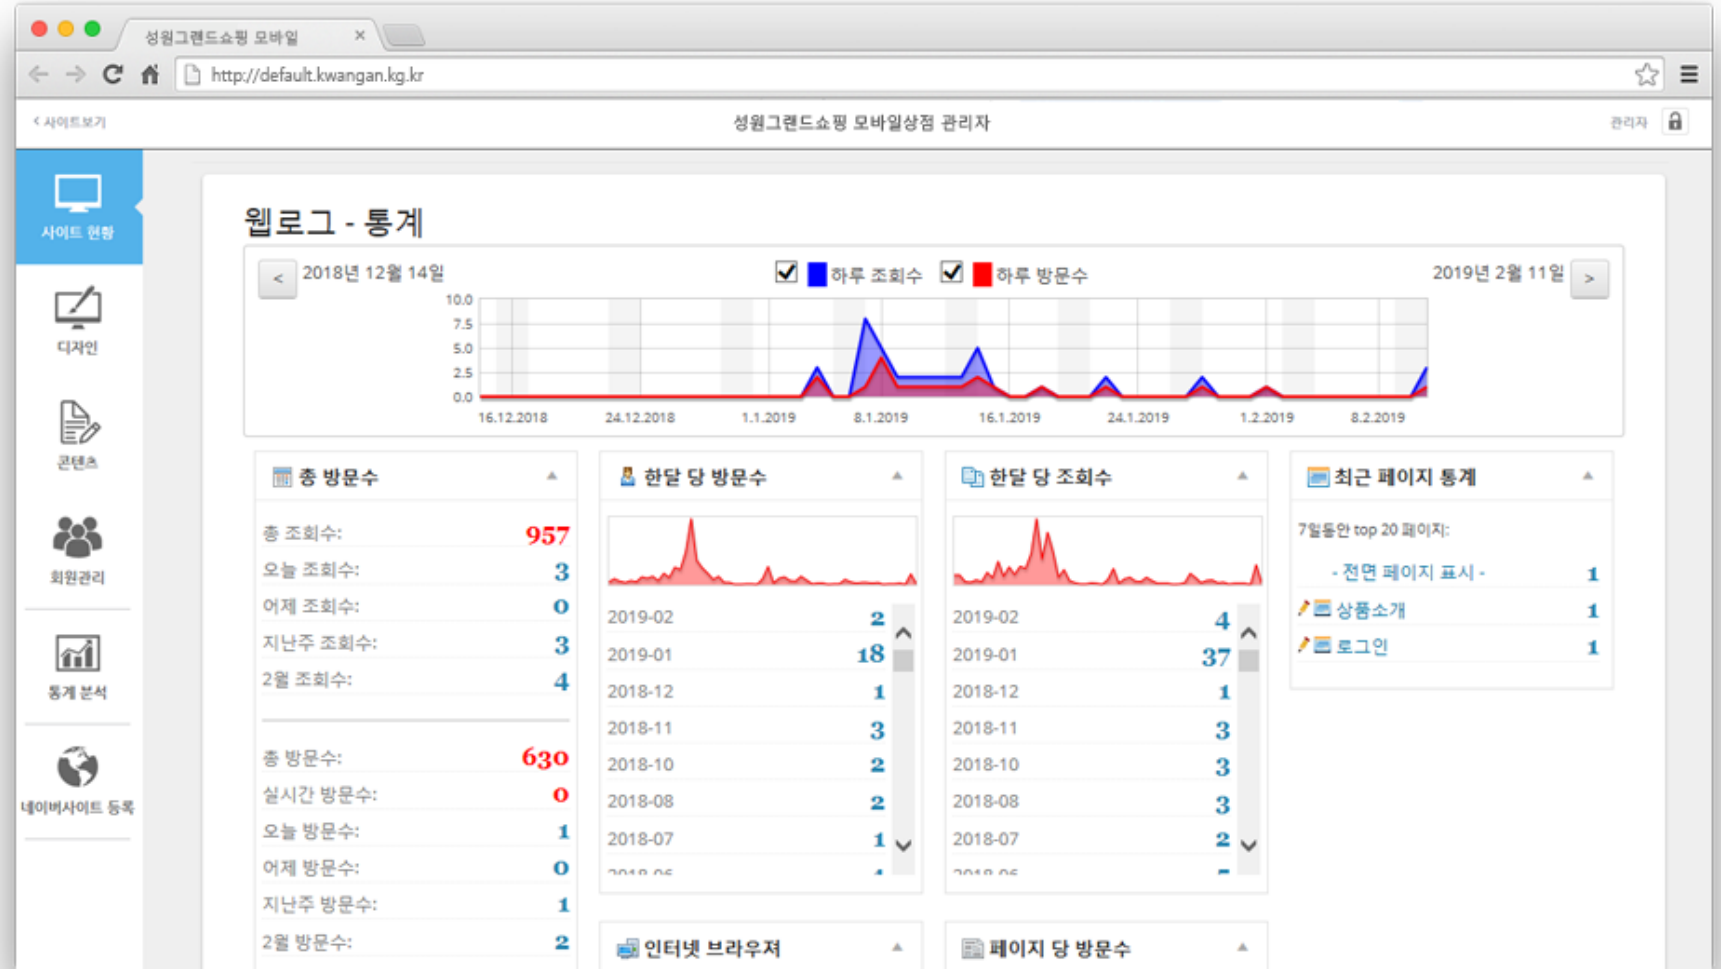 성원그랜드쇼핑 모바일
http://default.kwangan.kg.kr
사이트보기
성원그랜드쇼핑 모바일상점 관리자
관리자
사이트 현황
디자인
콘텐츠
회원관리
통계 분석
네이버사이트 등록
웹로그 - 통계
< 2018년 12월 14일
하루 조회수 하루 방문수
2019년 2월 11일 >
10.0
7.5
5.0
2.5
0.0
16.12.2018 24.12.2018 1.1.2019 8.1.2019 16.1.2019 24.1.2019 1.2.2019 8.2.2019
총 방문수
총 조회수: 957
오늘 조회수: 3
어제 조회수: 0
지난주 조회수: 3
2월 조회수: 4
총 방문수: 630
실시간 방문수: 0
오늘 방문수: 1
어제 방문수: 0
지난주 방문수: 1
2월 방문수: 2
한달 당 방문수
2019-02 2
2019-01 18
2018-12 1
2018-11 3
2018-10 2
2018-08 2
2018-07 1
인터넷 브라우져
한달 당 조회수
2019-02 4
2019-01 37
2018-12 1
2018-11 3
2018-10 3
2018-08 3
2018-07 2
페이지 당 방문수
최근 페이지 통계
7일동안 top 20 페이지:
- 전면 페이지 표시 - 1
상품소개 1
로그인 1